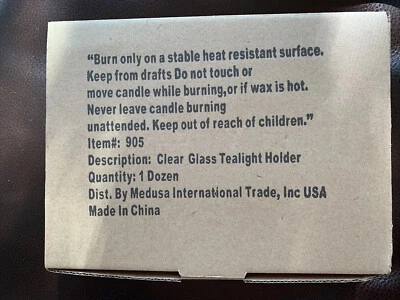 “Burn only on a stable heat resistant surface.
Keep from drafts Do not touch or
move candle while burning,or if wax is hot.
Never leave candle burning
unattended. Keep out of reach of children.”
Item#: 905
Description: Clear Glass Tealight Holder
Quantity: 1 Dozen
Dist. By Medusa International Trade, Inc USA
Made In China